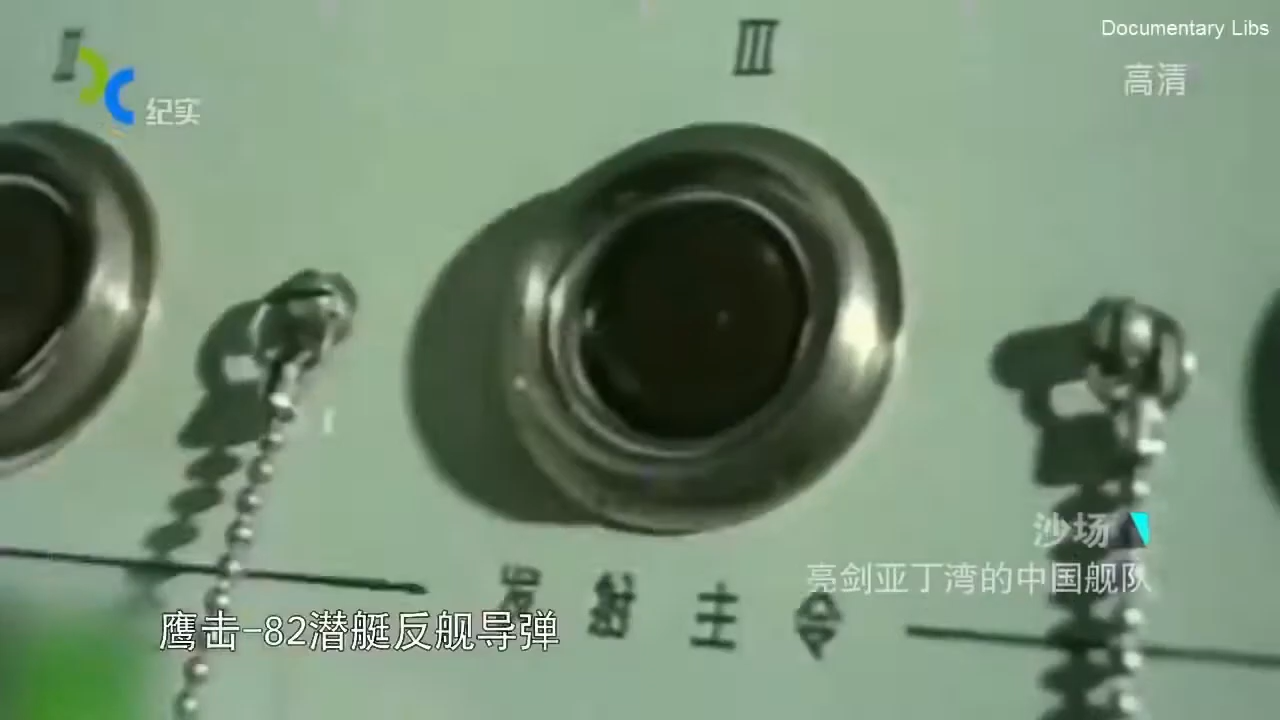 Documentary Libs
I
III
纪实
高清
沙场
亮剑亚丁湾的中国舰队
发射主令
鹰击-82潜艇反舰导弹